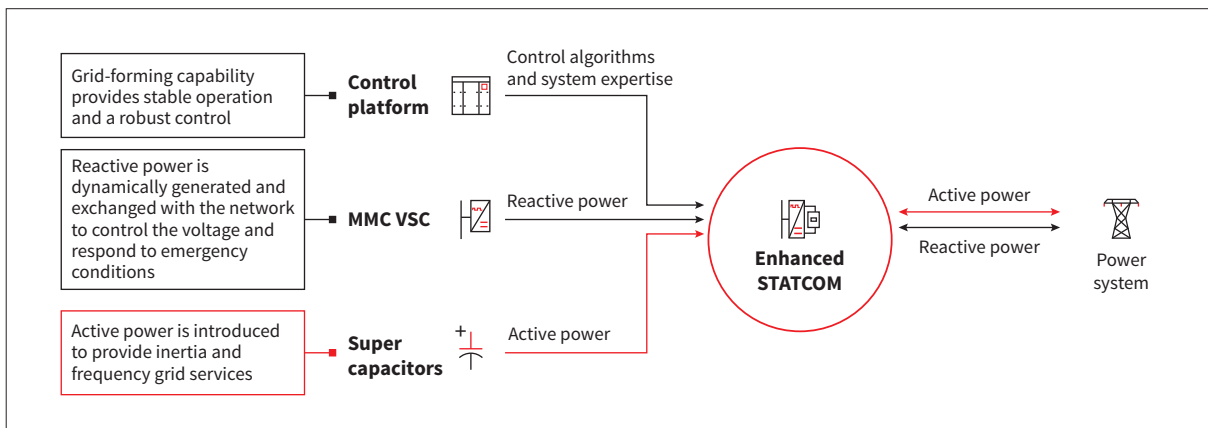 Grid-forming capability
provides stable operation
and a robust control
Control
platform
Control algorithms
and system expertise
Reactive power is
dynamically generated and
exchanged with the network
to control the voltage and
respond to emergency
conditions
MMC VSC
Reactive power
Active power is introduced
to provide inertia and
frequency grid services
Super
capacitors
+
Active power
Enhanced
STATCOM
Active power
Reactive power
Power
system